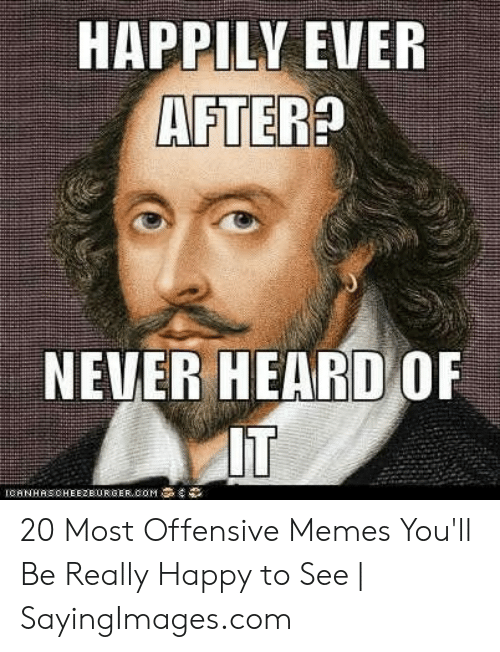 HAPPILY EVER
AFTER?
NEVER HEARD OF
IT
ICANHASCHEEZBURGER.COM
20 Most Offensive Memes You'll
Be Really Happy to See |
SayingImages.com